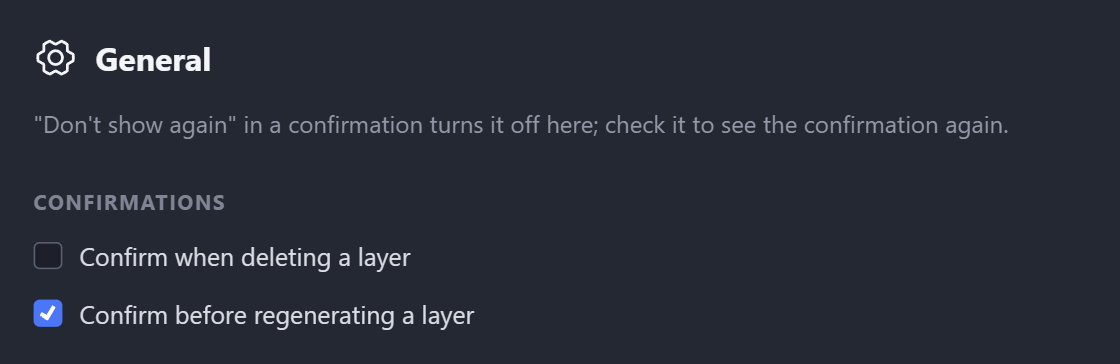 General
"Don't show again" in a confirmation turns it off here; check it to see the confirmation again.
CONFIRMATIONS
Confirm when deleting a layer
Confirm before regenerating a layer